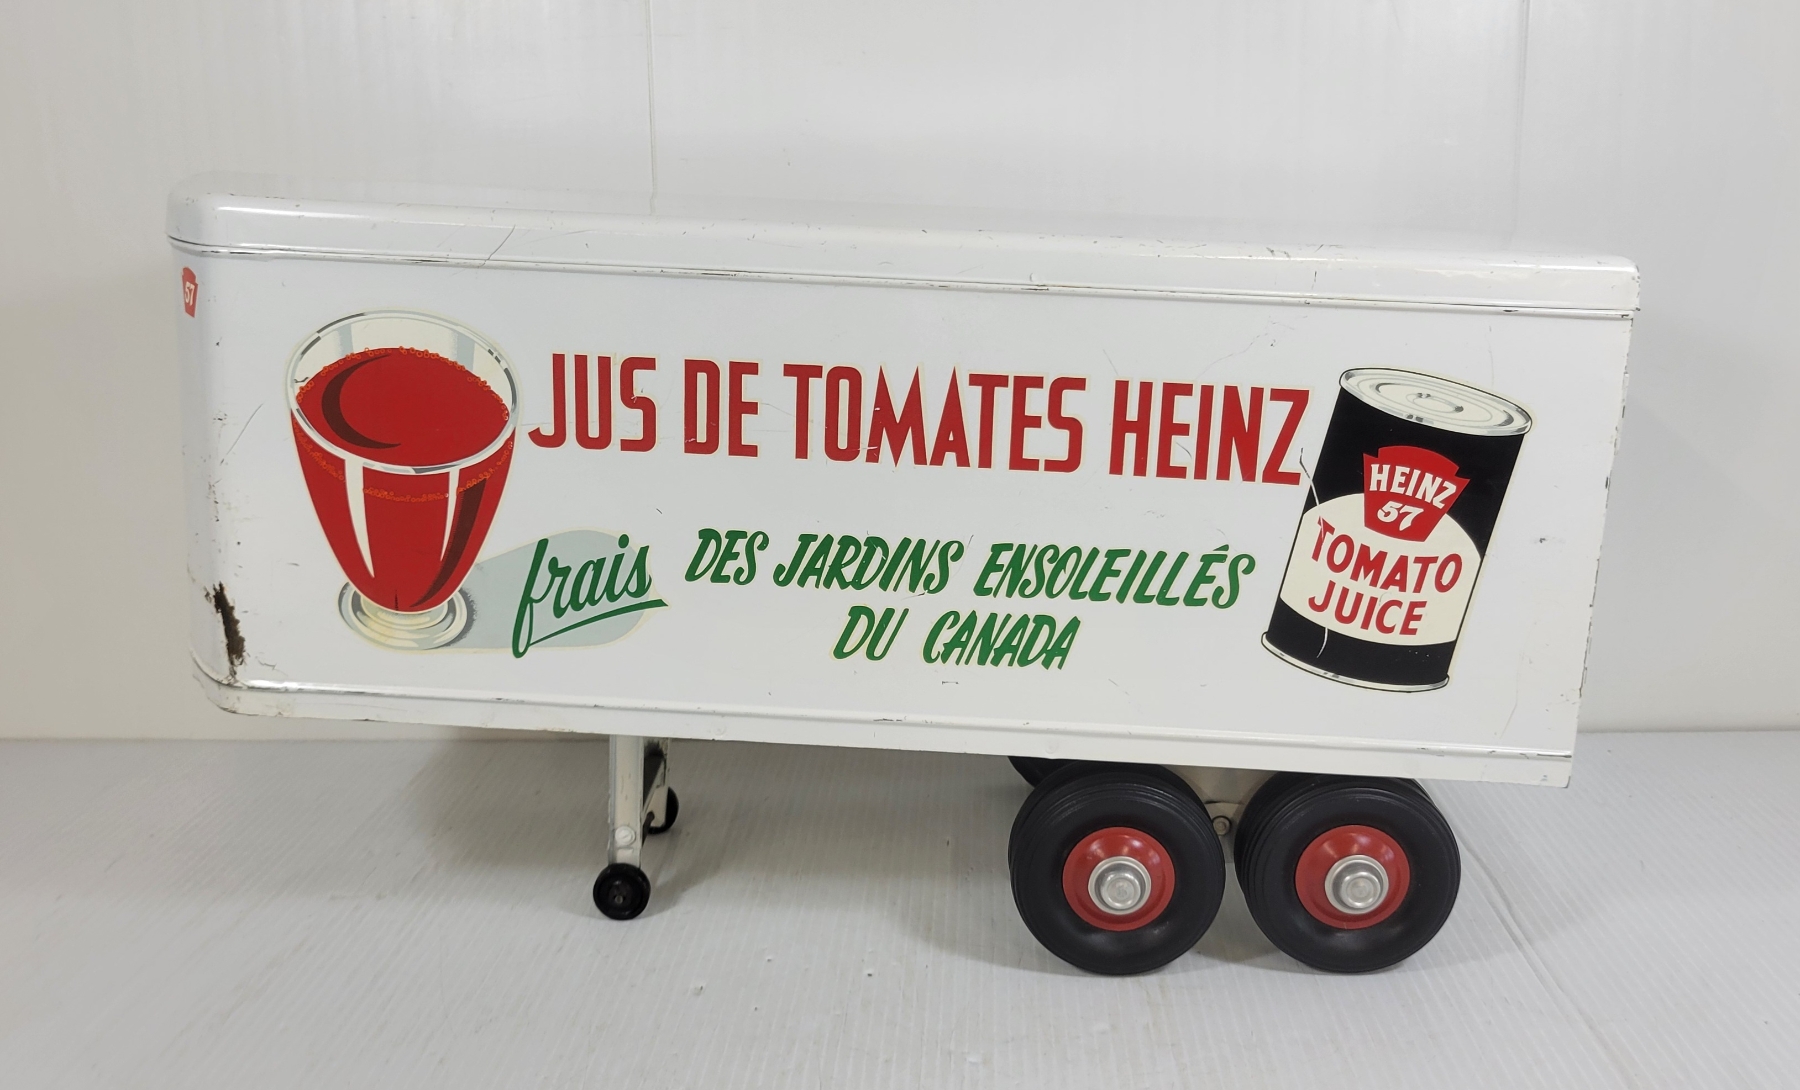 57
JUS DE TOMATES HEINZ
frais DES JARDINS ENSOLEILLÉS
DU CANADA
HEINZ
57
TOMATO
JUICE